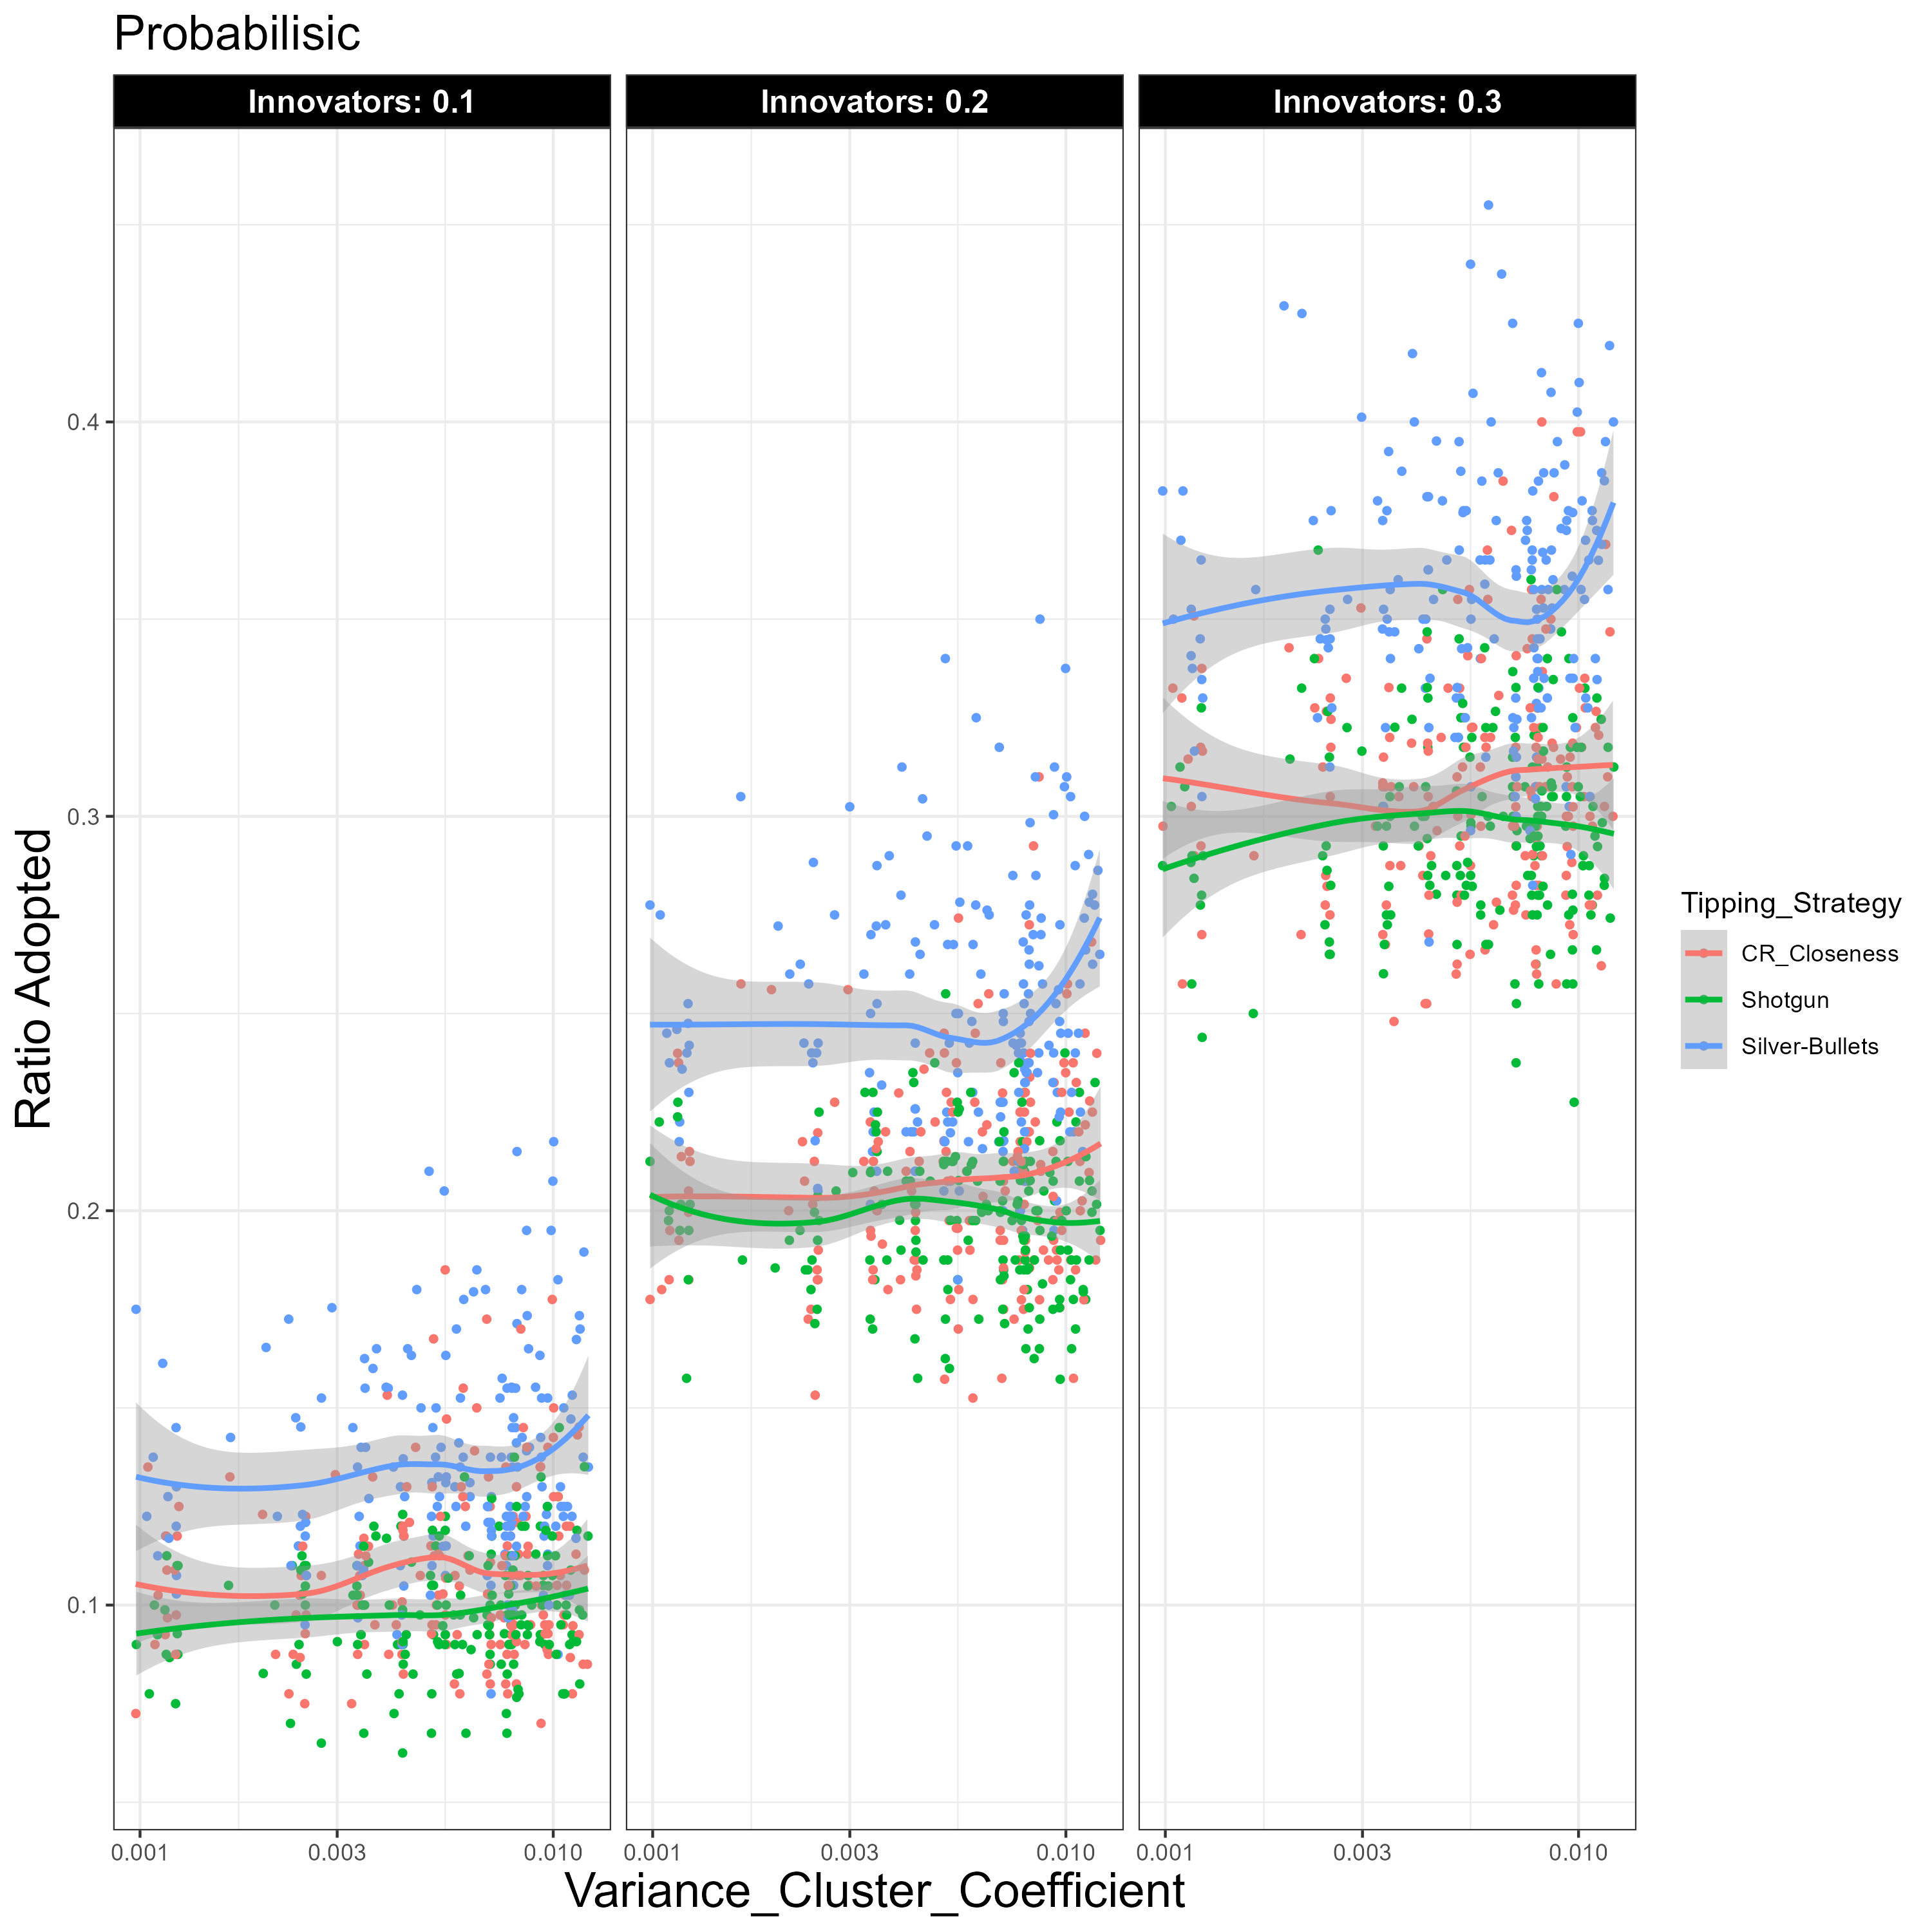 Probabilisic
Innovators: 0.1
Innovators: 0.2
Innovators: 0.3
0.4
0.3
0.2
0.1
Ratio Adopted
0.001
0.003
0.010
0.001
0.003
0.010
0.001
0.003
0.010
Variance_Cluster_Coefficient
Tipping_Strategy
CR_Closeness
Shotgun
Silver-Bullets